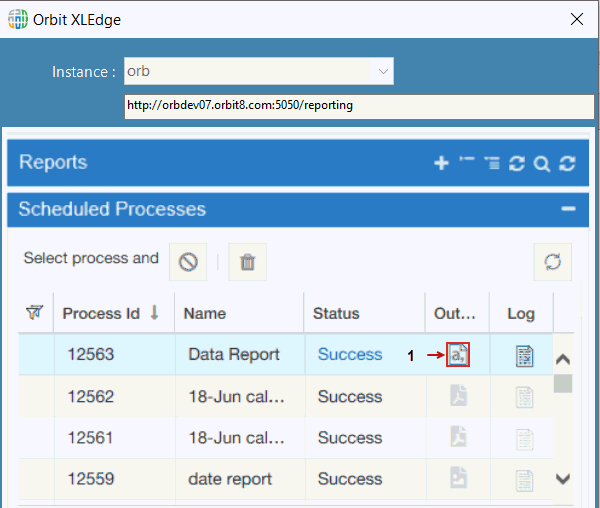 Orbit XLEdge
Instance : orb
http://orbdev07.orbit8.com:5050/reporting
Reports
Scheduled Processes
Select process and
Process Id Name Status Out... Log
12563 Data Report Success 1 a,
12562 18-Jun cal... Success
12561 18-Jun cal... Success
12559 date report Success